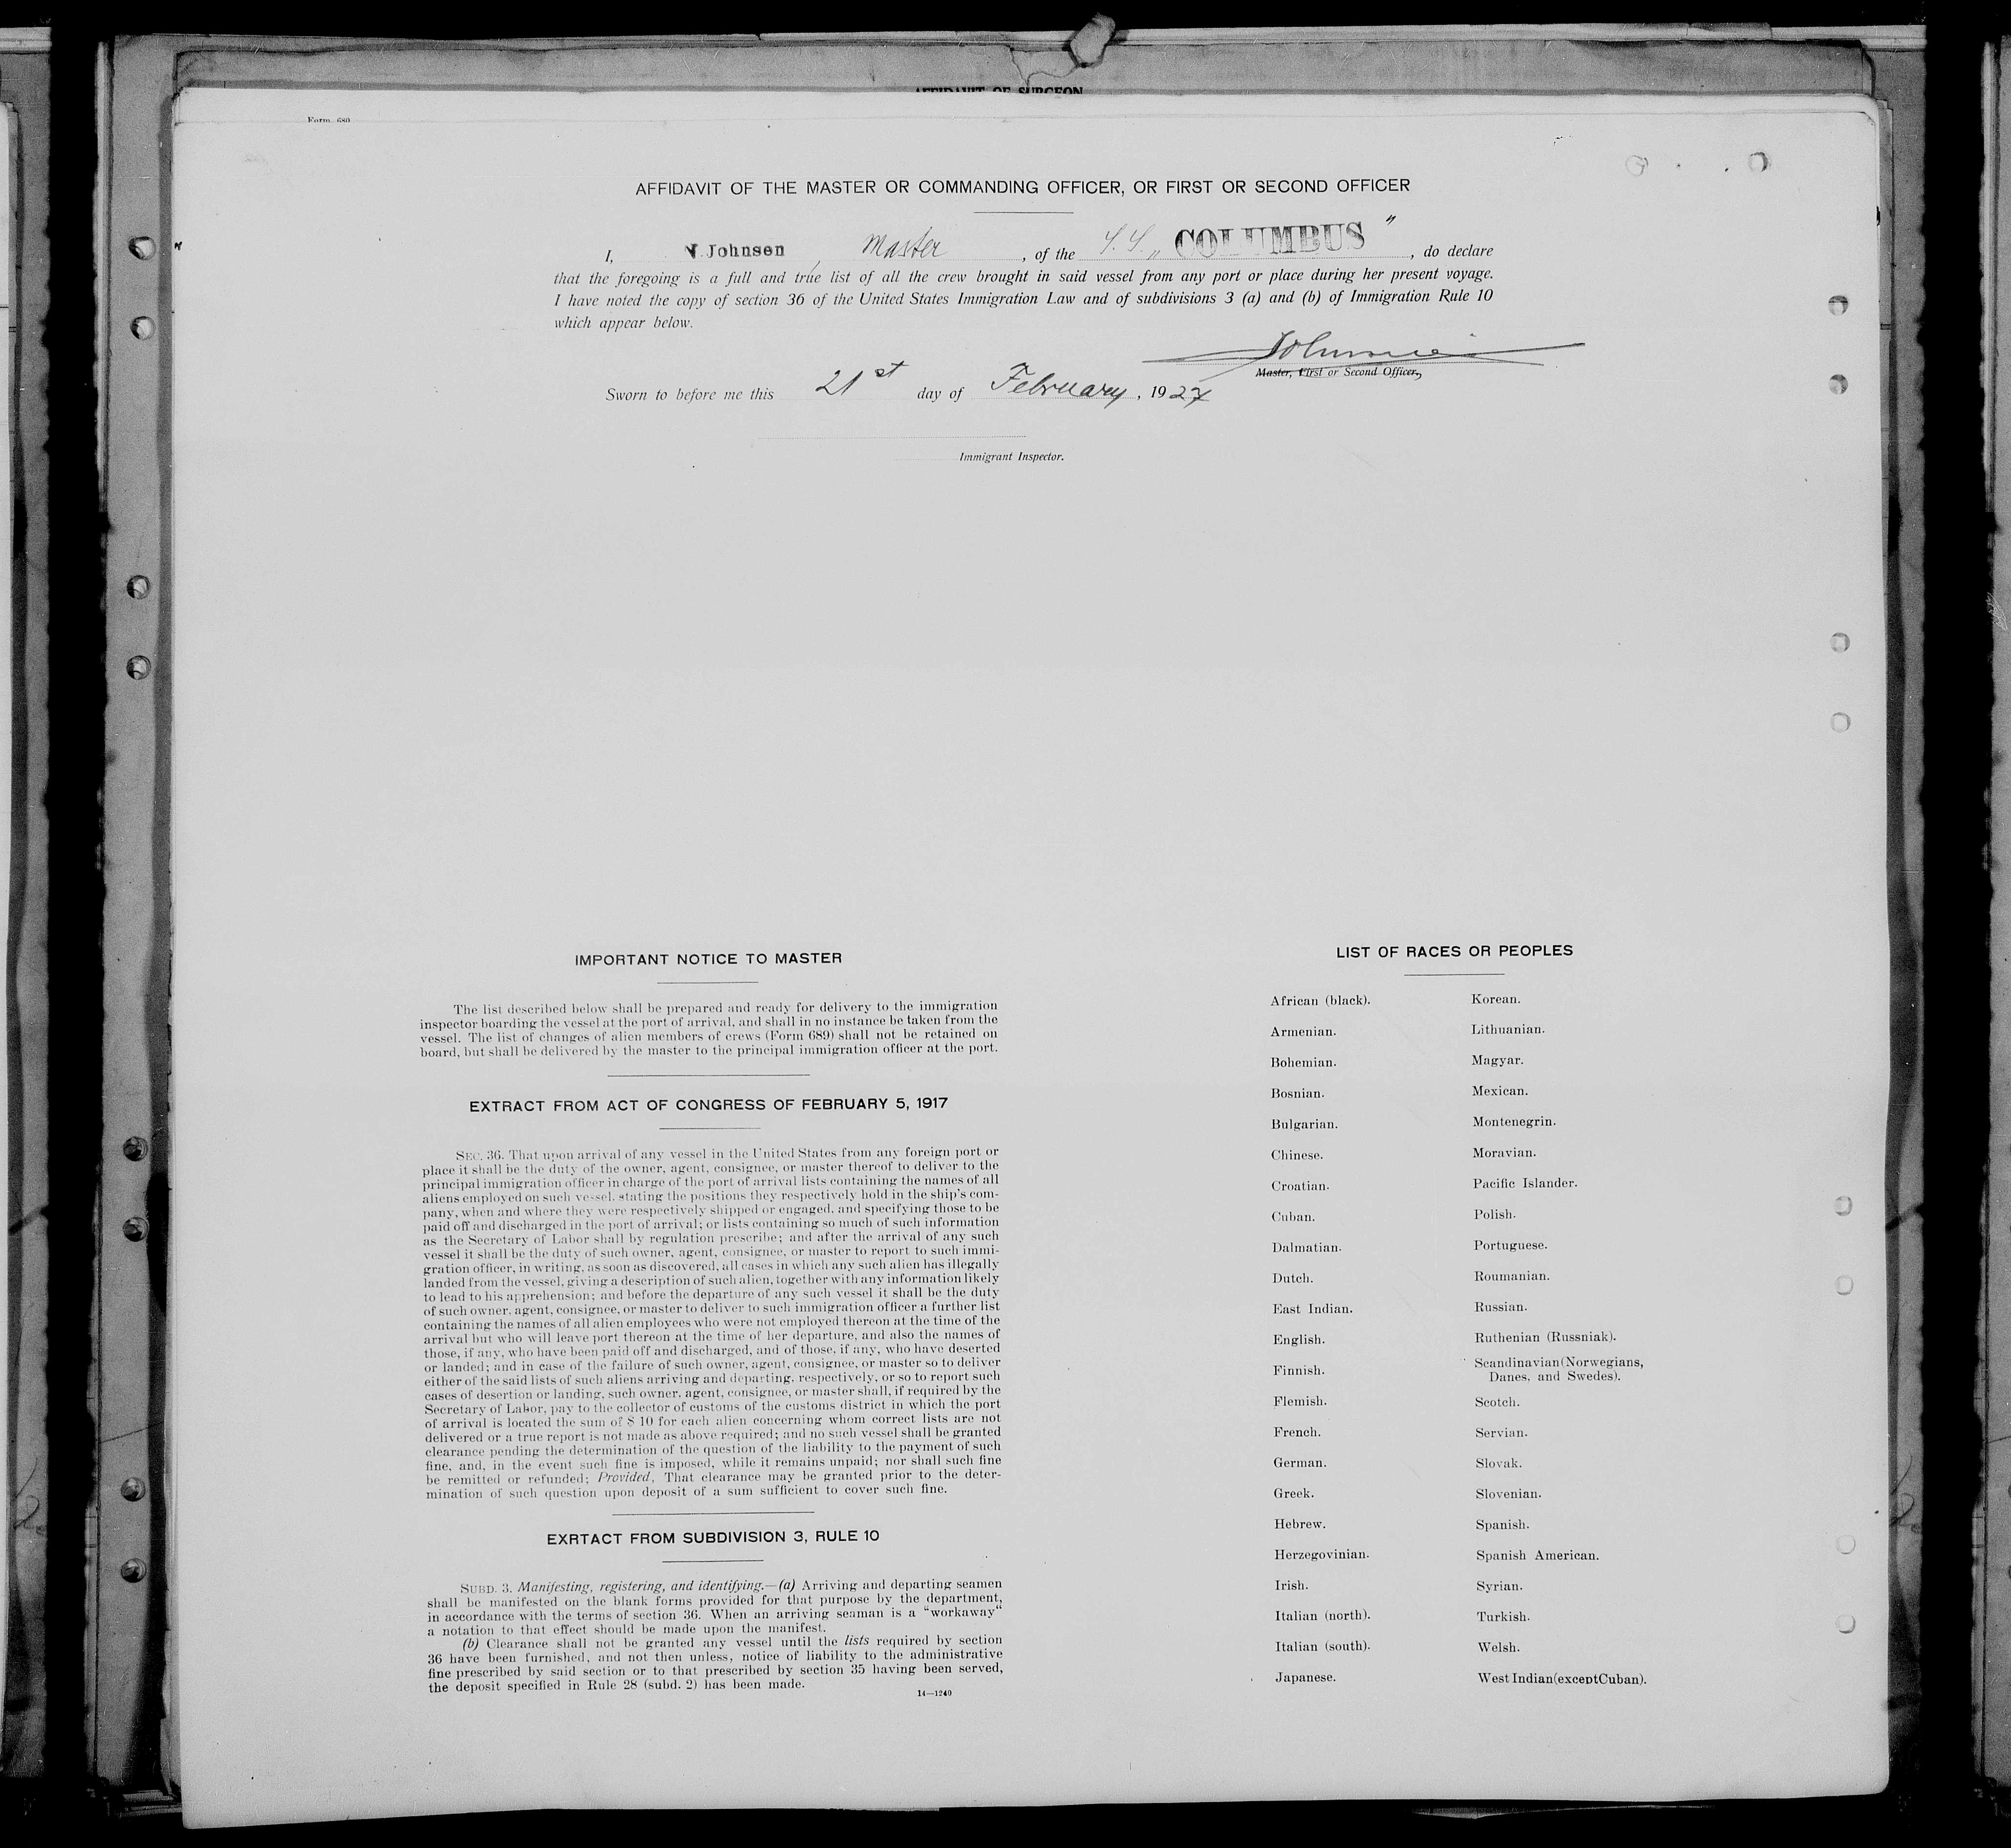 AFFIDAVIT OF SURGEON
Form 680
AFFIDAVIT OF THE MASTER OR COMMANDING OFFICER, OR FIRST OR SECOND OFFICER
I, Johnsen, Master, of the S.S. „COLUMBUS", do declare
that the foregoing is a full and true list of all the crew brought in said vessel from any port or place during her present voyage.
I have noted the copy of section 36 of the United States Immigration Law and of subdivisions 3 (a) and (b) of Immigration Rule 10
which appear below.
Johnsen
Master, First or Second Officer,
Sworn to before me this 21st day of February, 1927
Immigrant Inspector.
IMPORTANT NOTICE TO MASTER
The list described below shall be prepared and ready for delivery to the immigration
inspector boarding the vessel at the port of arrival, and shall in no instance be taken from the
vessel. The list of changes of alien members of crews (Form 689) shall not be retained on
board, but shall be delivered by the master to the principal immigration officer at the port.
EXTRACT FROM ACT OF CONGRESS OF FEBRUARY 5, 1917
SEC. 36. That upon arrival of any vessel in the United States from any foreign port or
place it shall be the duty of the owner, agent, consignee, or master thereof to deliver to the
principal immigration officer in charge of the port of arrival lists containing the names of all
aliens employed on such vessel, stating the positions they respectively hold in the ship's com-
pany, when and where they were respectively shipped or engaged, and specifying those to be
paid off and discharged in the port of arrival; or lists containing so much of such information
as the Secretary of Labor shall by regulation prescribe; and after the arrival of any such
vessel it shall be the duty of such owner, agent, consignee, or master to report to such immi-
gration officer, in writing, as soon as discovered, all cases in which any such alien has illegally
landed from the vessel, giving a description of such alien, together with any information likely
to lead to his apprehension; and before the departure of any such vessel it shall be the duty
of such owner, agent, consignee, or master to deliver to such immigration officer a further list
containing the names of all alien employees who were not employed thereon at the time of the
arrival but who will leave port thereon at the time of her departure, and also the names of
those, if any, who have been paid off and discharged, and of those, if any, who have deserted
or landed; and in case of the failure of such owner, agent, consignee, or master so to deliver
either of the said lists of such aliens arriving and departing, respectively, or so to report such
cases of desertion or landing, such owner, agent, consignee, or master shall, if required by the
Secretary of Labor, pay to the collector of customs of the customs district in which the port
of arrival is located the sum of $ 10 for each alien concerning whom correct lists are not
delivered or a true report is not made as above required; and no such vessel shall be granted
clearance pending the determination of the question of the liability to the payment of such
fine, and, in the event such fine is imposed, while it remains unpaid; nor shall such fine
be remitted or refunded; Provided, That clearance may be granted prior to the deter-
mination of such question upon deposit of a sum sufficient to cover such fine.
EXRTACT FROM SUBDIVISION 3, RULE 10
SUBD. 3. Manifesting, registering, and identifying.—(a) Arriving and departing seamen
shall be manifested on the blank forms provided for that purpose by the department,
in accordance with the terms of section 36. When an arriving seaman is a "workaway"
a notation to that effect should be made upon the manifest.
(b) Clearance shall not be granted any vessel until the lists required by section
36 have been furnished, and not then unless, notice of liability to the administrative
fine prescribed by said section or to that prescribed by section 35 having been served,
the deposit specified in Rule 28 (subd. 2) has been made.
14—1240
LIST OF RACES OR PEOPLES
African (black).
Armenian.
Bohemian.
Bosnian.
Bulgarian.
Chinese.
Croatian.
Cuban.
Dalmatian.
Dutch.
East Indian.
English.
Finnish.
Flemish.
French.
German.
Greek.
Hebrew.
Herzegovinian.
Irish.
Italian (north).
Italian (south).
Japanese.
Korean.
Lithuanian.
Magyar.
Mexican.
Montenegrin.
Moravian.
Pacific Islander.
Polish.
Portuguese.
Roumanian.
Russian.
Ruthenian (Russniak).
Scandinavian (Norwegians,
Danes, and Swedes).
Scotch.
Servian.
Slovak.
Slovenian.
Spanish.
Spanish American.
Syrian.
Turkish.
Welsh.
West Indian (except Cuban).